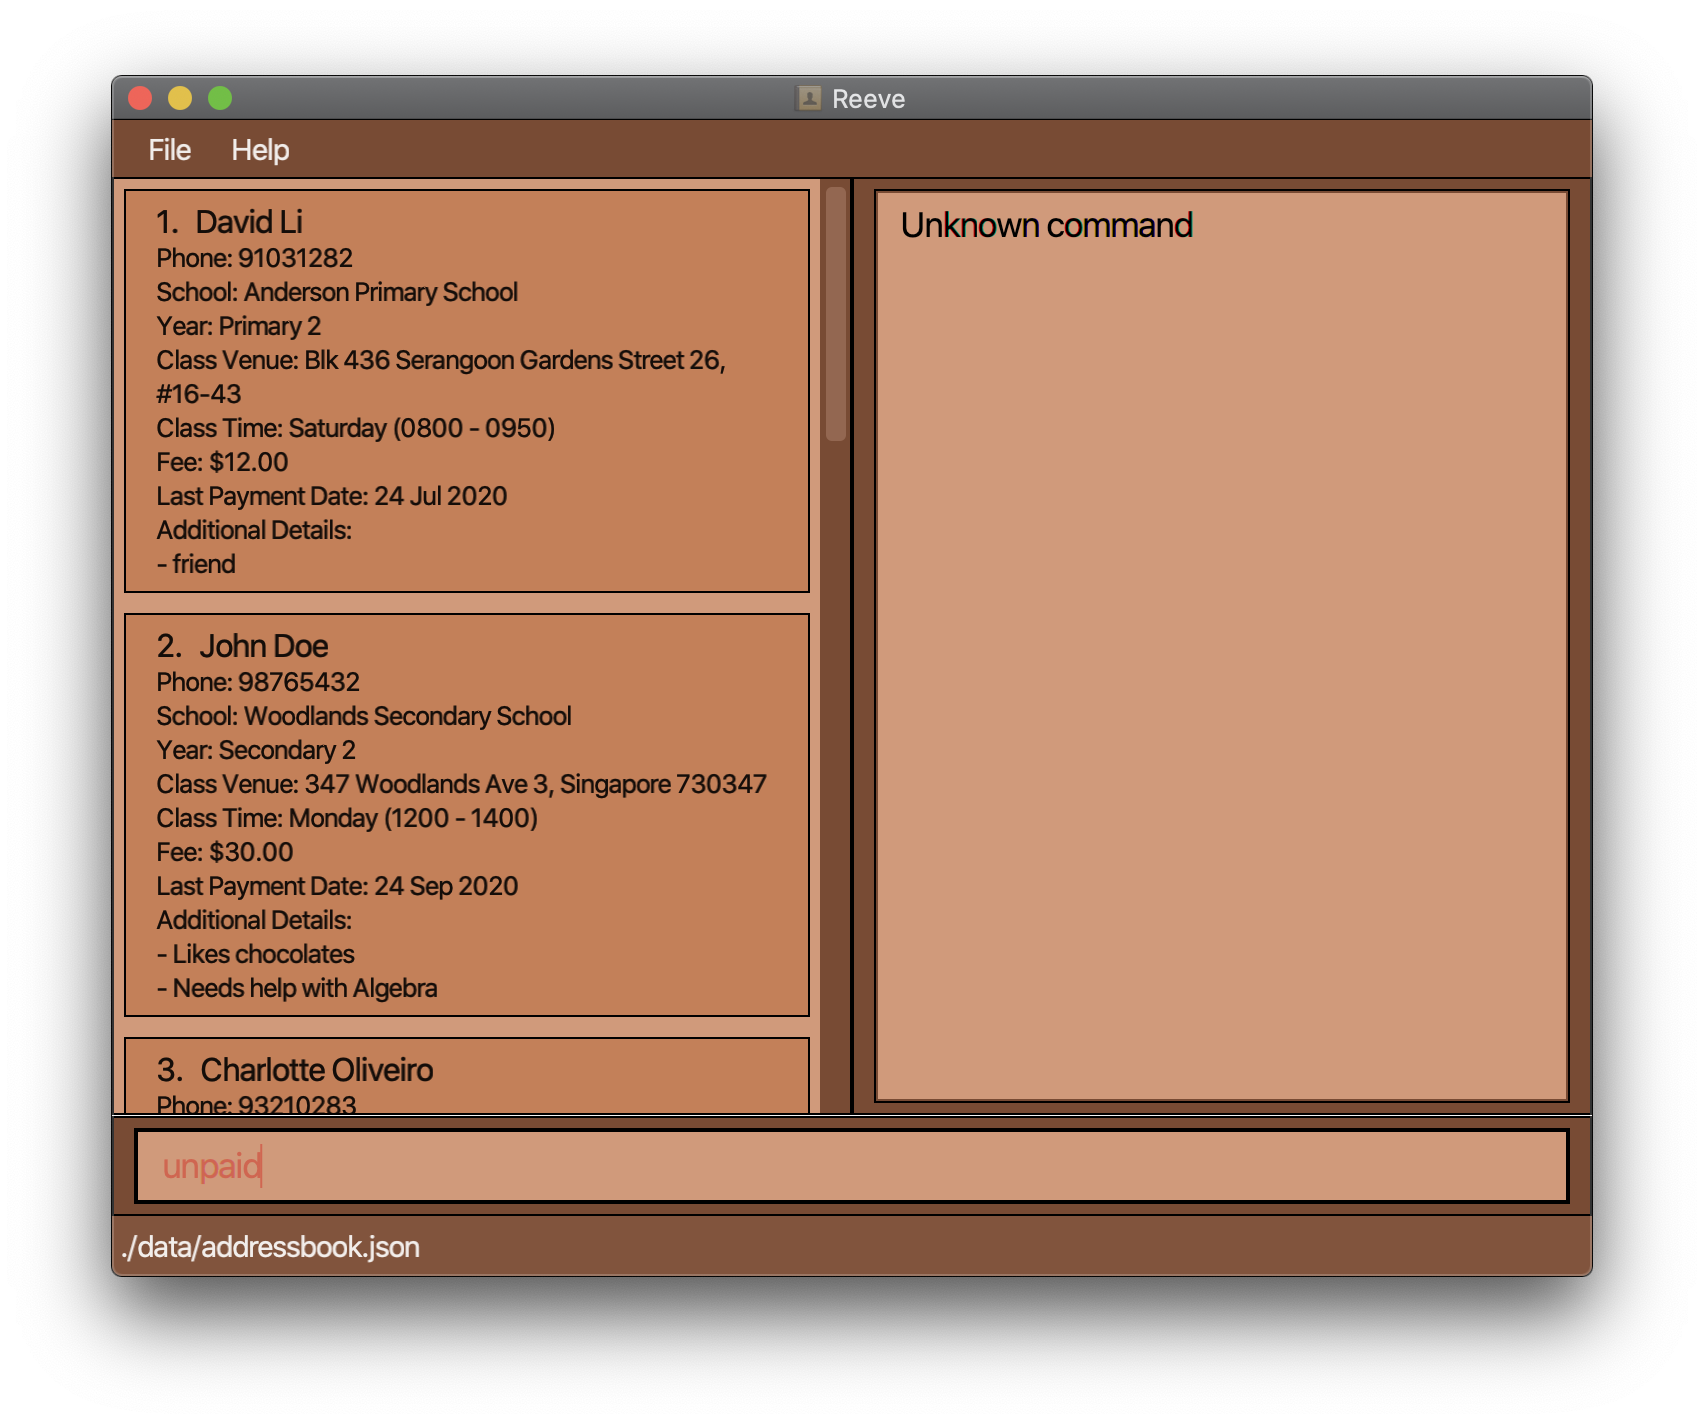 Reeve
File Help
1. David Li
Phone: 91031282
School: Anderson Primary School
Year: Primary 2
Class Venue: Blk 436 Serangoon Gardens Street 26,
#16-43
Class Time: Saturday (0800 - 0950)
Fee: $12.00
Last Payment Date: 24 Jul 2020
Additional Details:
- friend
2. John Doe
Phone: 98765432
School: Woodlands Secondary School
Year: Secondary 2
Class Venue: 347 Woodlands Ave 3, Singapore 730347
Class Time: Monday (1200 - 1400)
Fee: $30.00
Last Payment Date: 24 Sep 2020
Additional Details:
- Likes chocolates
- Needs help with Algebra
3. Charlotte Oliveiro
Phone: 93210283
Unknown command
unpaid
./data/addressbook.json